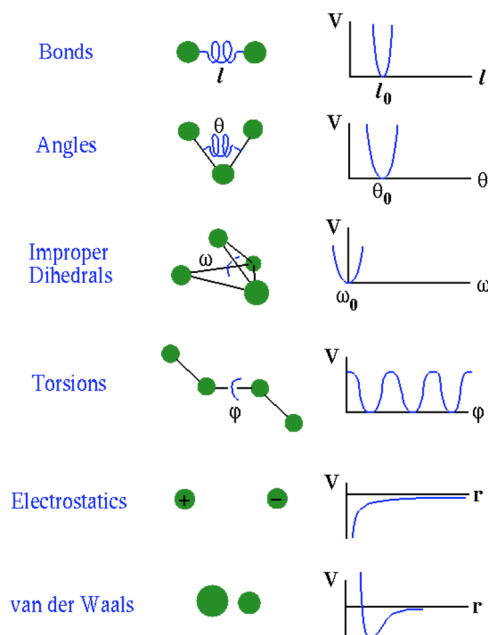 V
Bonds
l
l0
l
V
Angles
θ
θ0
θ
V
Improper
Dihedrals
ω
ω0
ω
V
Torsions
φ
φ
V
Electrostatics
+
−
r
V
van der Waals
r